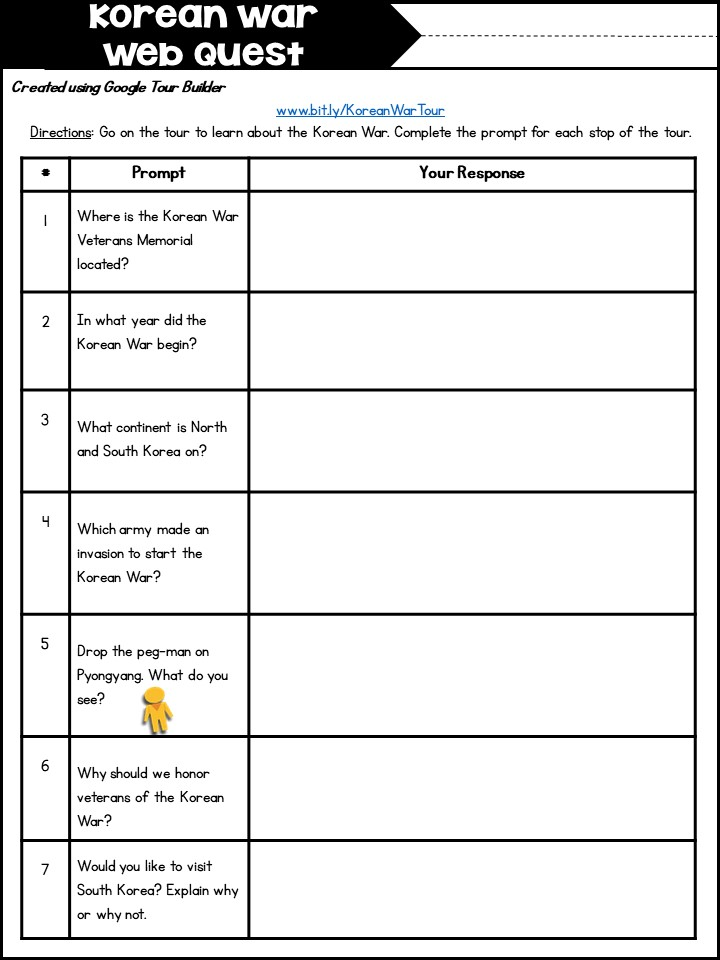 Korean War
Web Quest
Created using Google Tour Builder
www.bit.ly/KoreanWarTour
Directions: Go on the tour to learn about the Korean War. Complete the prompt for each stop of the tour.
# Prompt Your Response
1 Where is the Korean War
Veterans Memorial
located?
2 In what year did the
Korean War begin?
3 What continent is North
and South Korea on?
4 Which army made an
invasion to start the
Korean War?
5 Drop the peg-man on
Pyongyang. What do you
see?
6 Why should we honor
veterans of the Korean
War?
7 Would you like to visit
South Korea? Explain why
or why not.